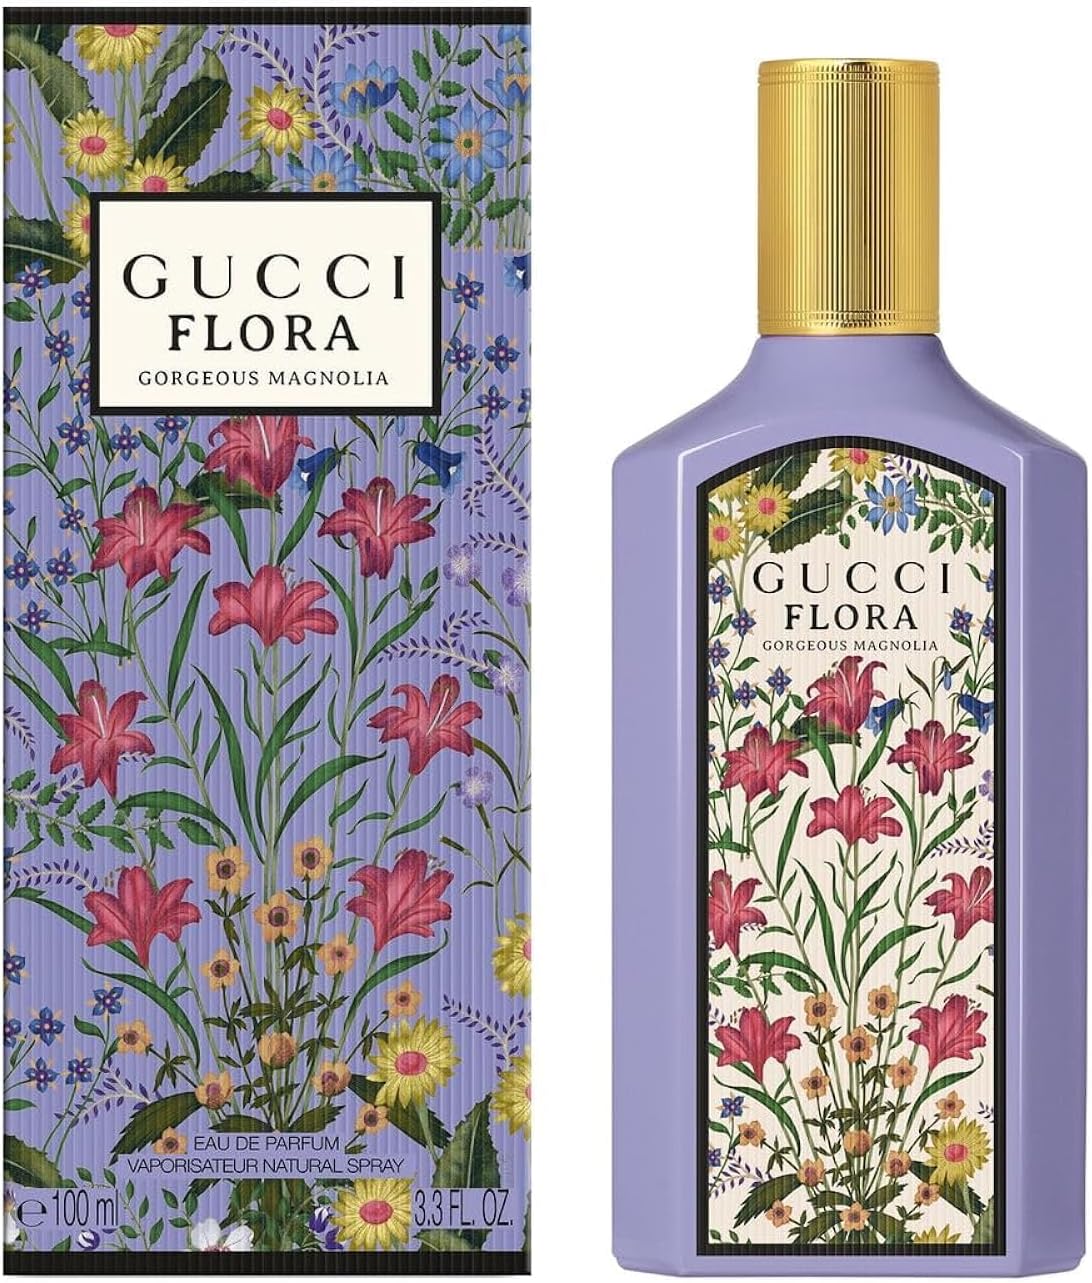 GUCCI
FLORA
GORGEOUS MAGNOLIA
EAU DE PARFUM
VAPORISATEUR NATURAL SPRAY
℮100 ml 3.3 FL. OZ.
GUCCI
FLORA
GORGEOUS MAGNOLIA